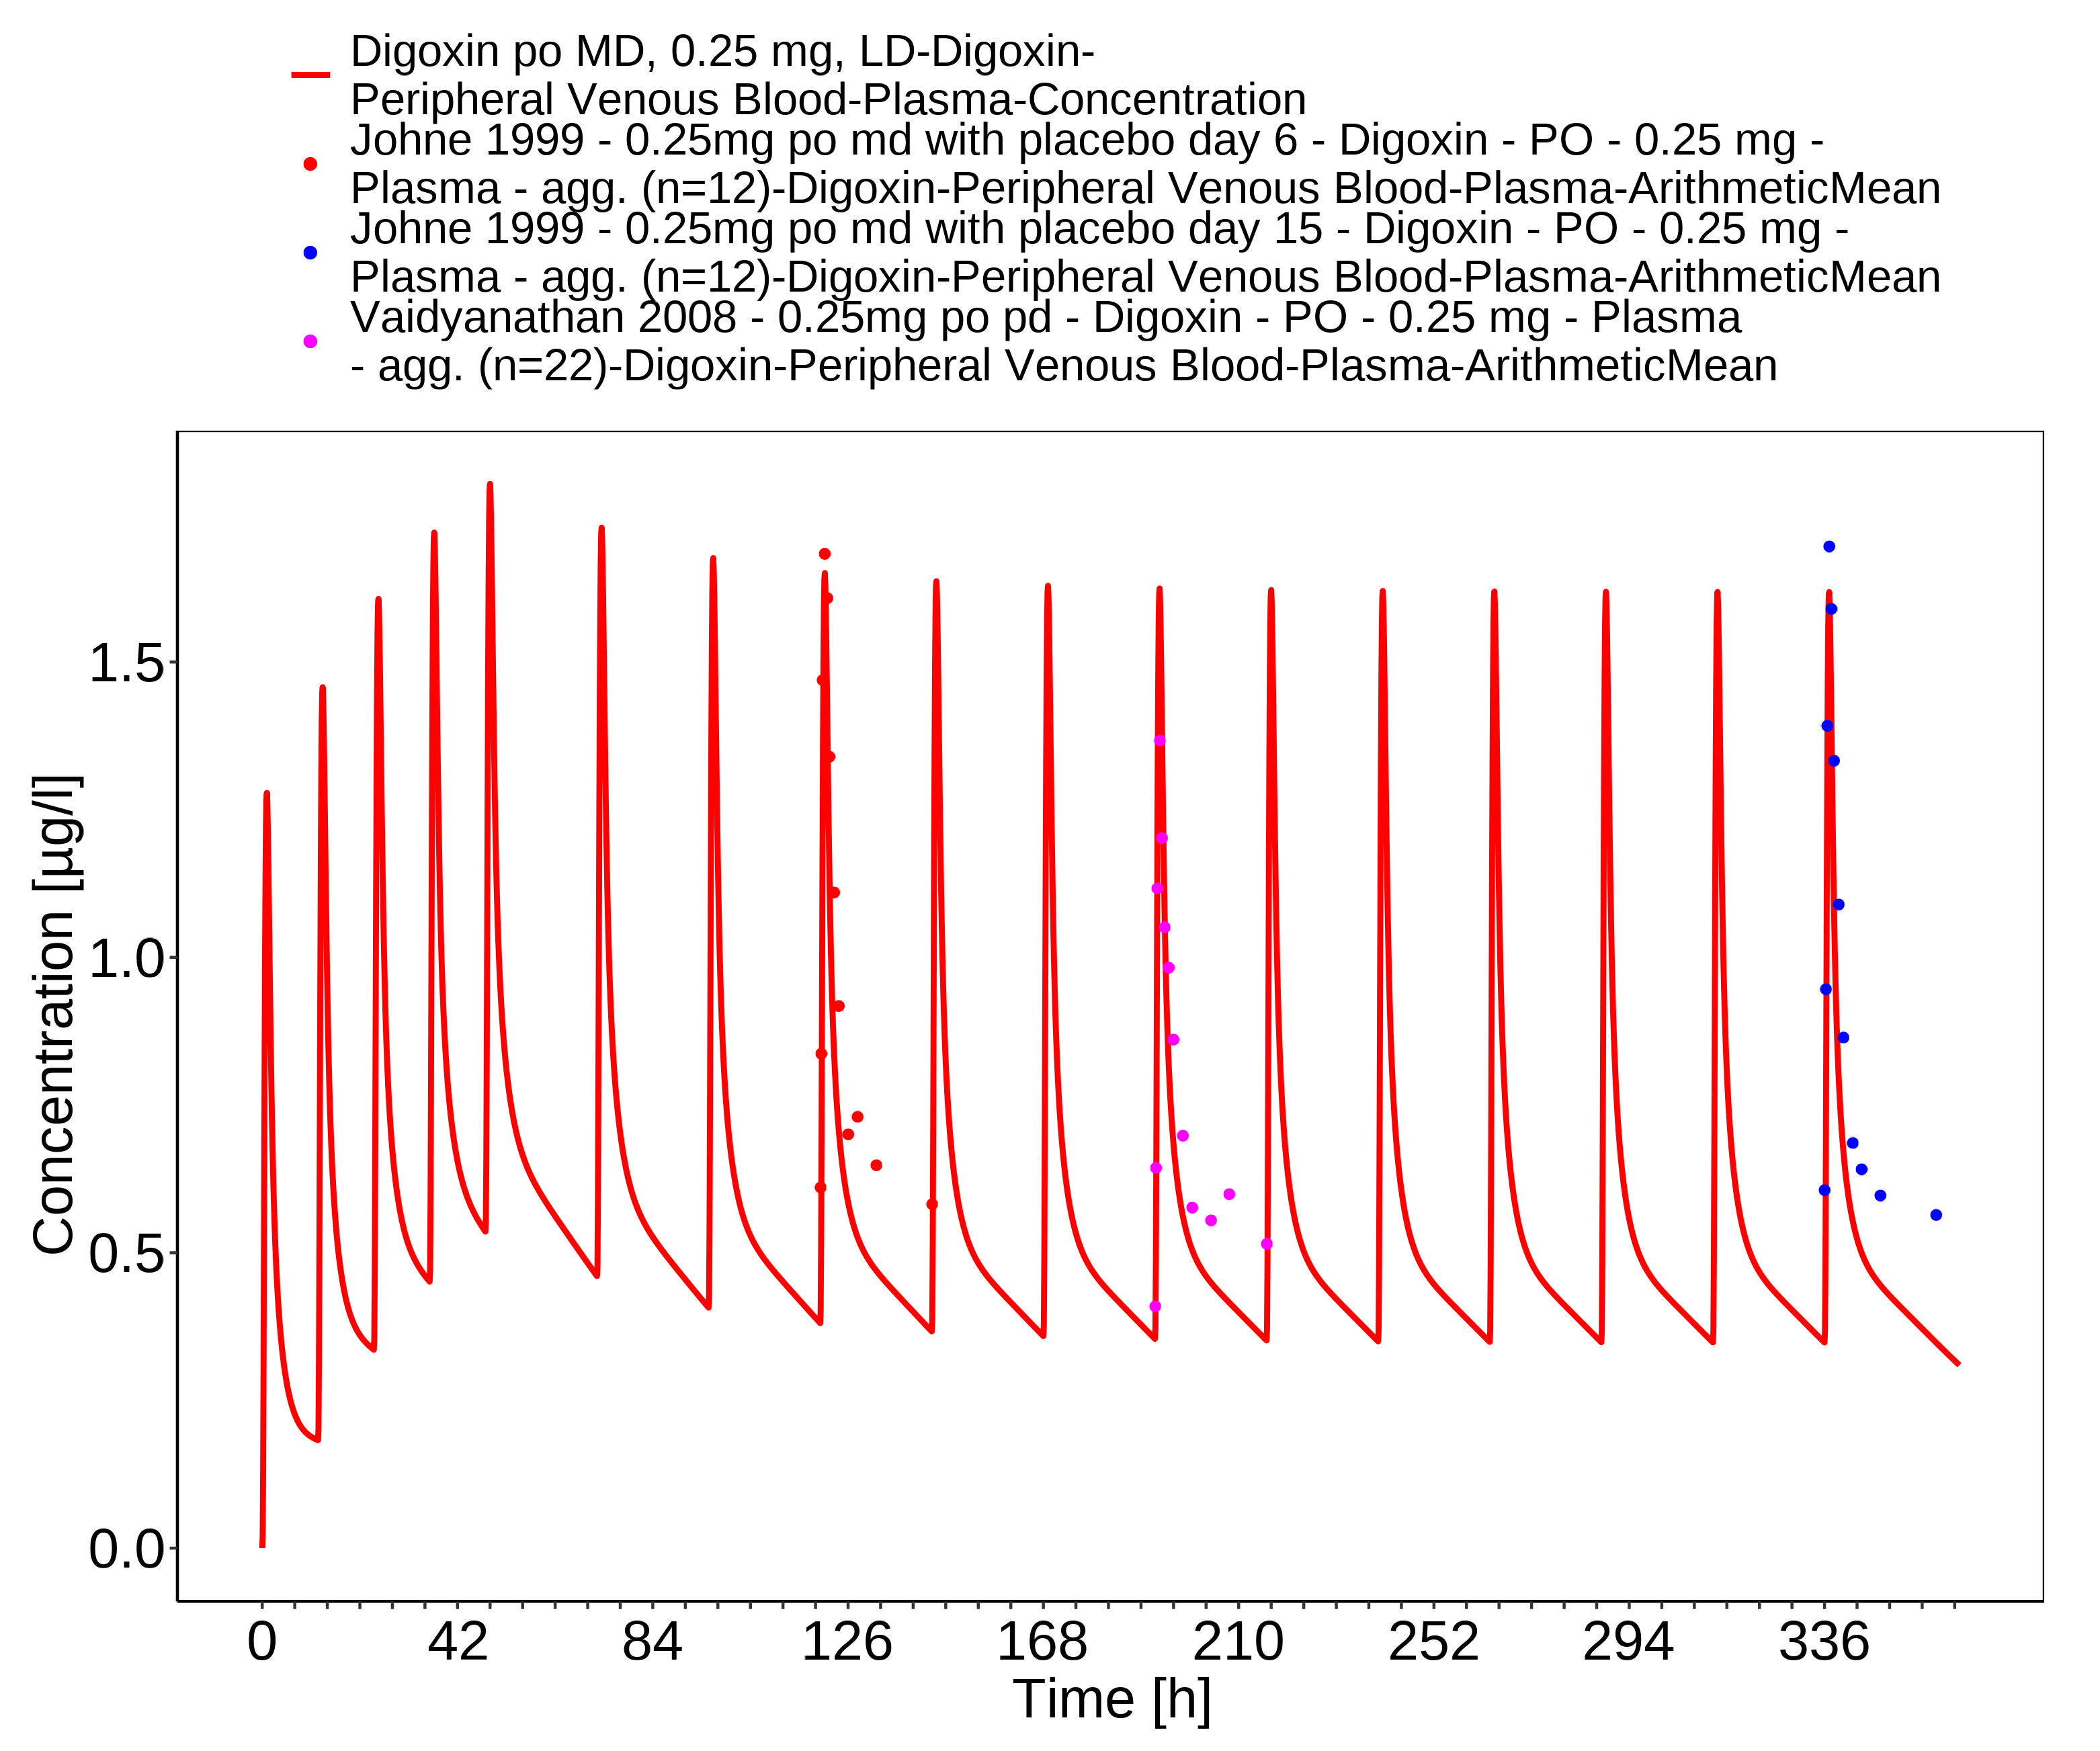 Digoxin po MD, 0.25 mg, LD-Digoxin-
Peripheral Venous Blood-Plasma-Concentration
Johne 1999 - 0.25mg po md with placebo day 6 - Digoxin - PO - 0.25 mg -
Plasma - agg. (n=12)-Digoxin-Peripheral Venous Blood-Plasma-ArithmeticMean
Johne 1999 - 0.25mg po md with placebo day 15 - Digoxin - PO - 0.25 mg -
Plasma - agg. (n=12)-Digoxin-Peripheral Venous Blood-Plasma-ArithmeticMean
Vaidyanathan 2008 - 0.25mg po pd - Digoxin - PO - 0.25 mg - Plasma
- agg. (n=22)-Digoxin-Peripheral Venous Blood-Plasma-ArithmeticMean
Concentration [µg/l]
1.5
1.0
0.5
0.0
0 42 84 126 168 210 252 294 336
Time [h]